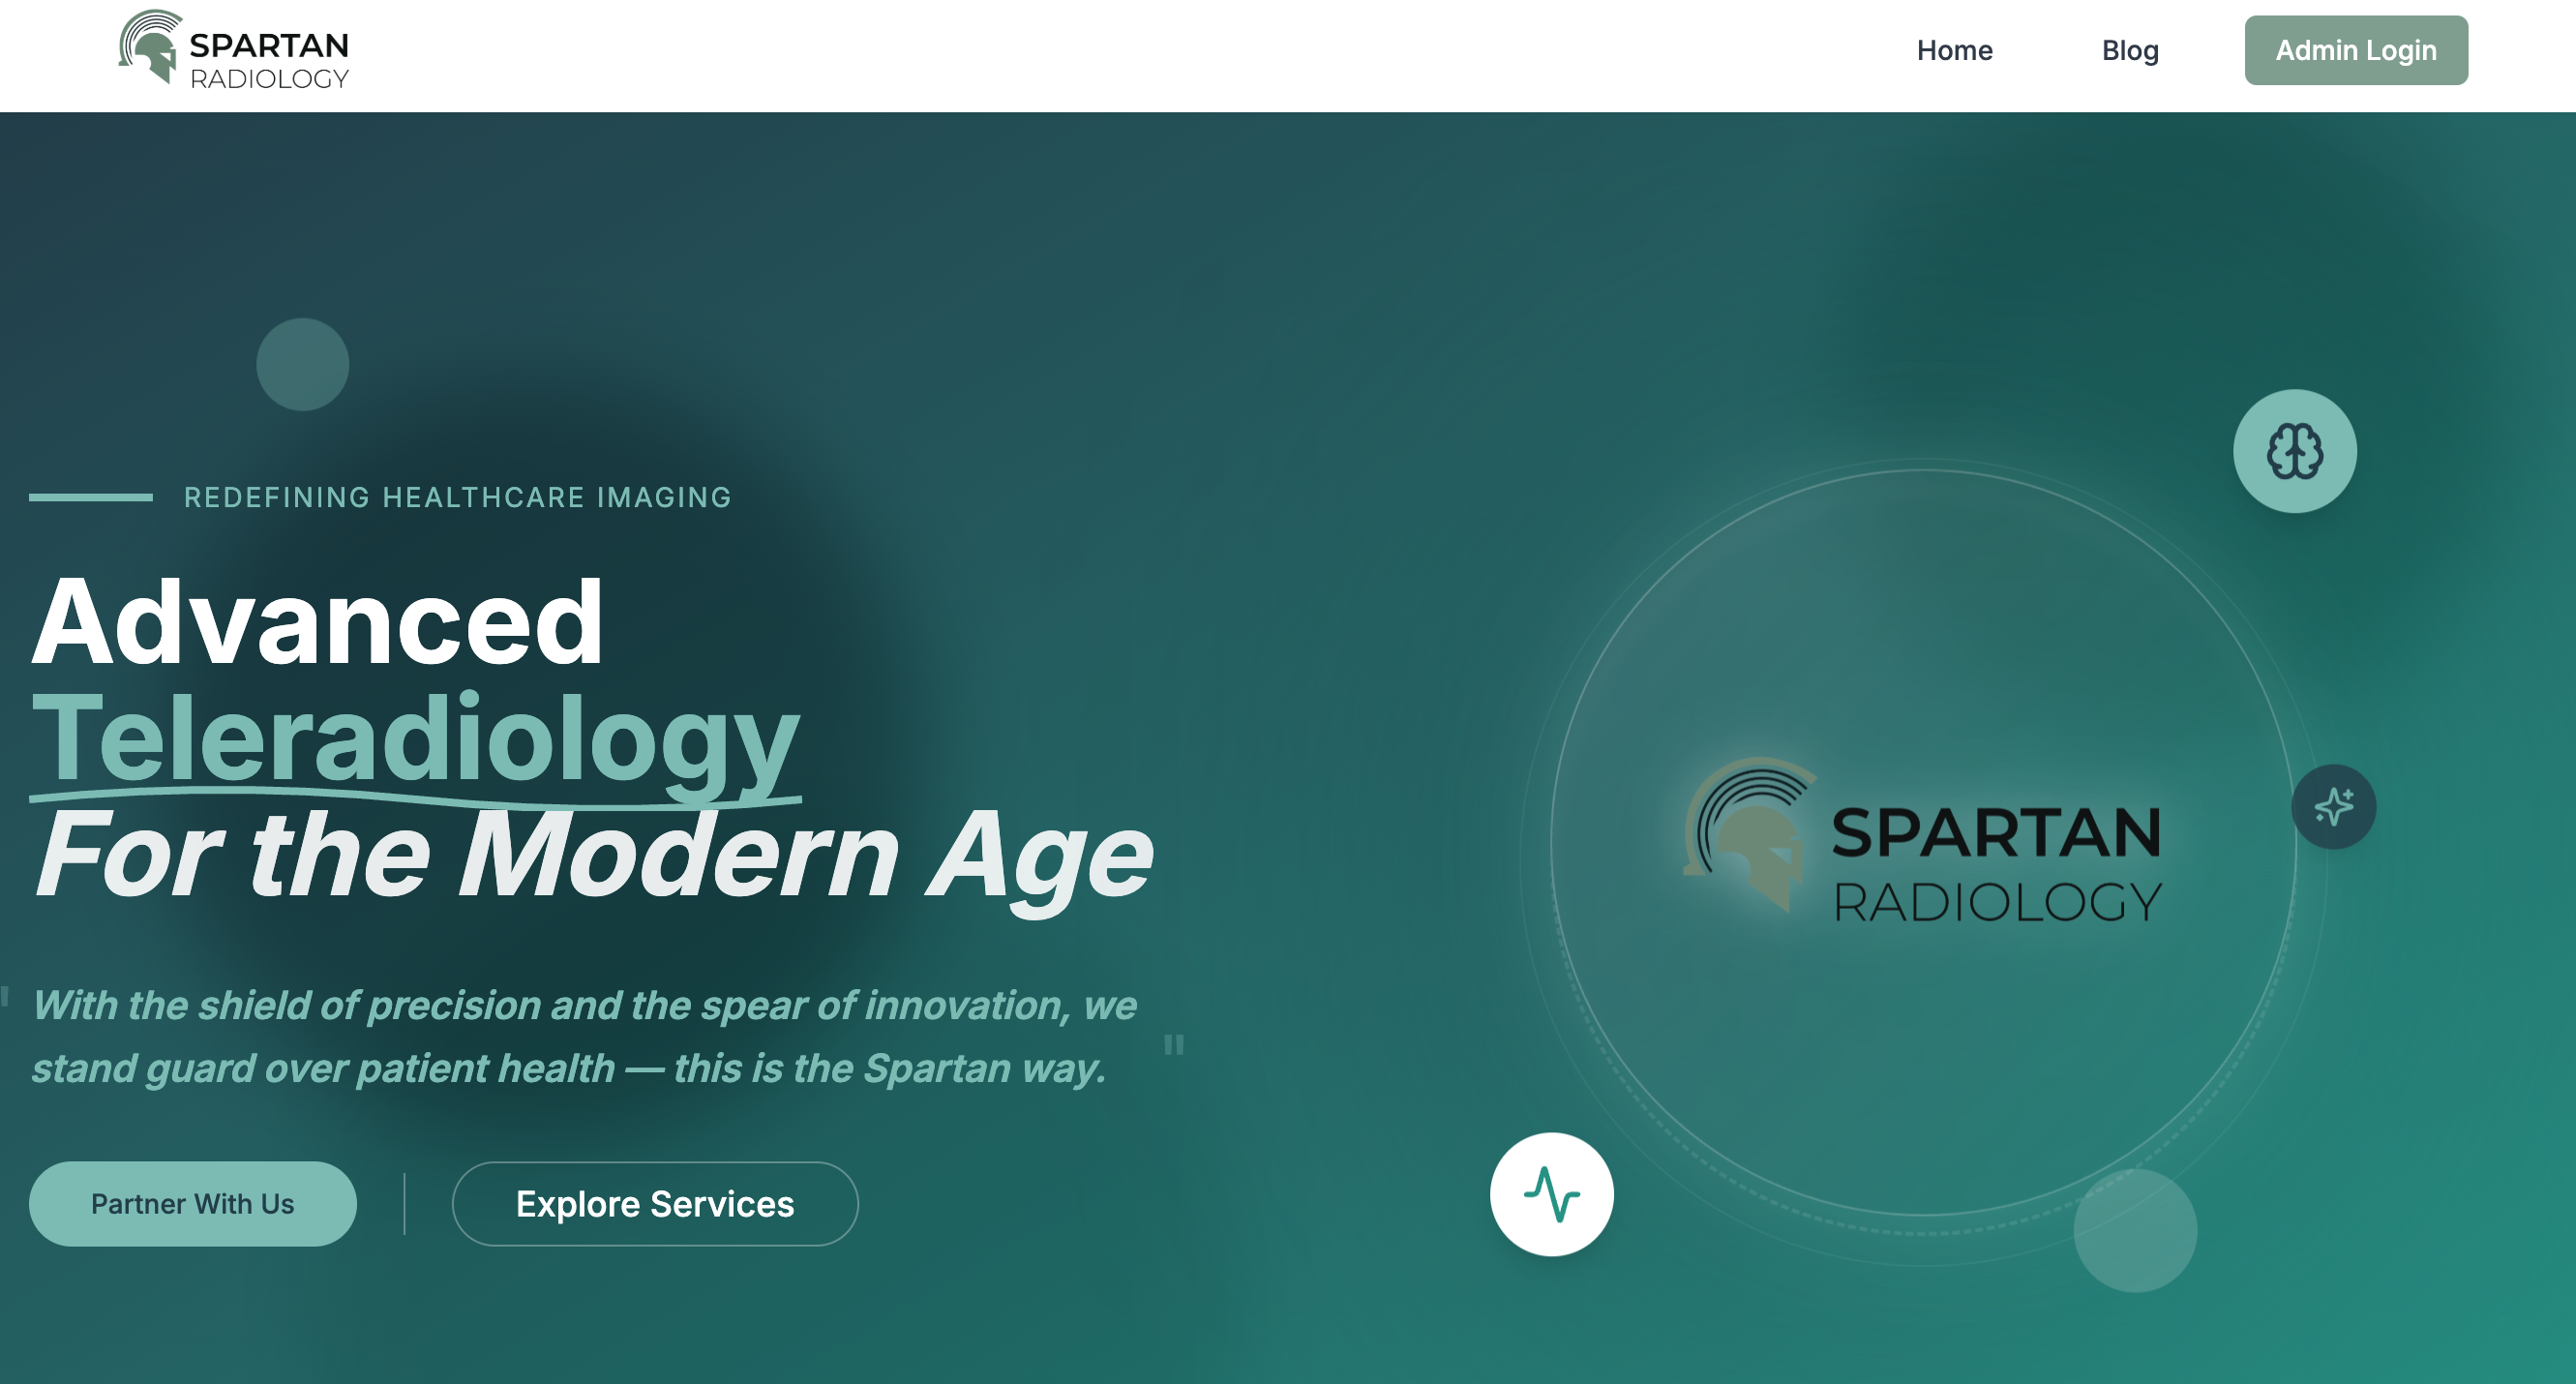 SPARTAN
RADIOLOGY
Home
Blog
Admin Login
REDEFINING HEALTHCARE IMAGING
Advanced
Teleradiology
For the Modern Age
" With the shield of precision and the spear of innovation, we
stand guard over patient health — this is the Spartan way. "
Partner With Us
Explore Services
SPARTAN
RADIOLOGY